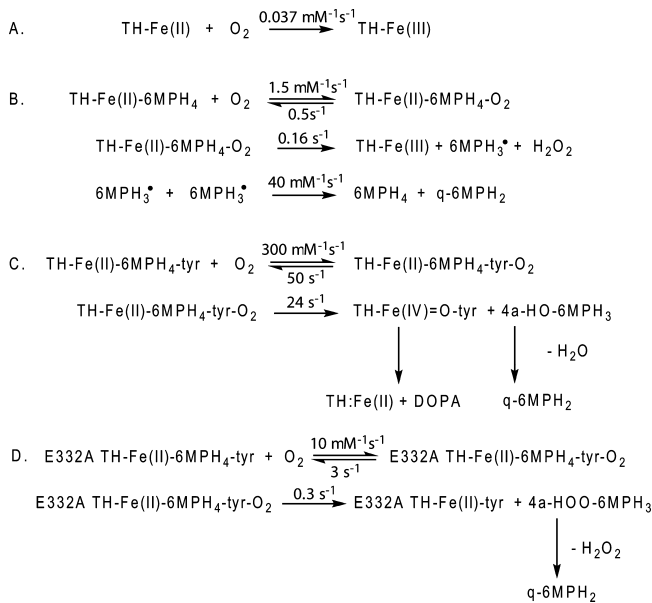 0.037 mM⁻¹s⁻¹
A. TH-Fe(II) + O₂ → TH-Fe(III)
1.5 mM⁻¹s⁻¹
B. TH-Fe(II)-6MPH₄ + O₂ ⇌ TH-Fe(II)-6MPH₄-O₂
0.5s⁻¹
0.16 s⁻¹
TH-Fe(II)-6MPH₄-O₂ → TH-Fe(III) + 6MPH₃• + H₂O₂
40 mM⁻¹s⁻¹
6MPH₃• + 6MPH₃• → 6MPH₄ + q-6MPH₂
300 mM⁻¹s⁻¹
C. TH-Fe(II)-6MPH₄-tyr + O₂ ⇌ TH-Fe(II)-6MPH₄-tyr-O₂
50 s⁻¹
24 s⁻¹
TH-Fe(II)-6MPH₄-tyr-O₂ → TH-Fe(IV)=O-tyr + 4a-HO-6MPH₃
- H₂O
TH:Fe(II) + DOPA q-6MPH₂
10 mM⁻¹s⁻¹
D. E332A TH-Fe(II)-6MPH₄-tyr + O₂ ⇌ E332A TH-Fe(II)-6MPH₄-tyr-O₂
3 s⁻¹
0.3 s⁻¹
E332A TH-Fe(II)-6MPH₄-tyr-O₂ → E332A TH-Fe(II)-tyr + 4a-HOO-6MPH₃
- H₂O₂
q-6MPH₂